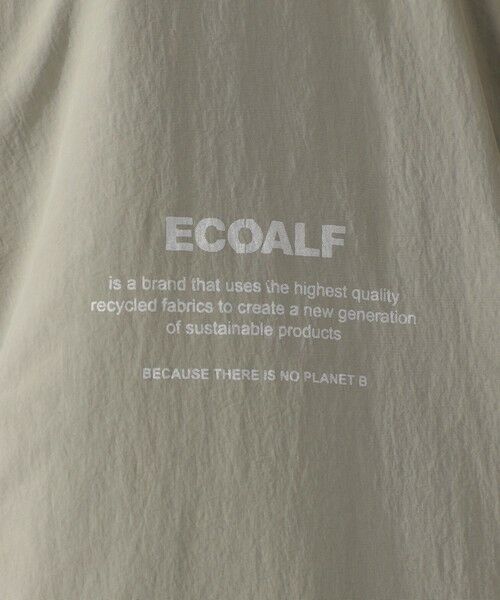 ECOALF
is a brand that uses the highest quality
recycled fabrics to create a new generation
of sustainable products
BECAUSE THERE IS NO PLANET B